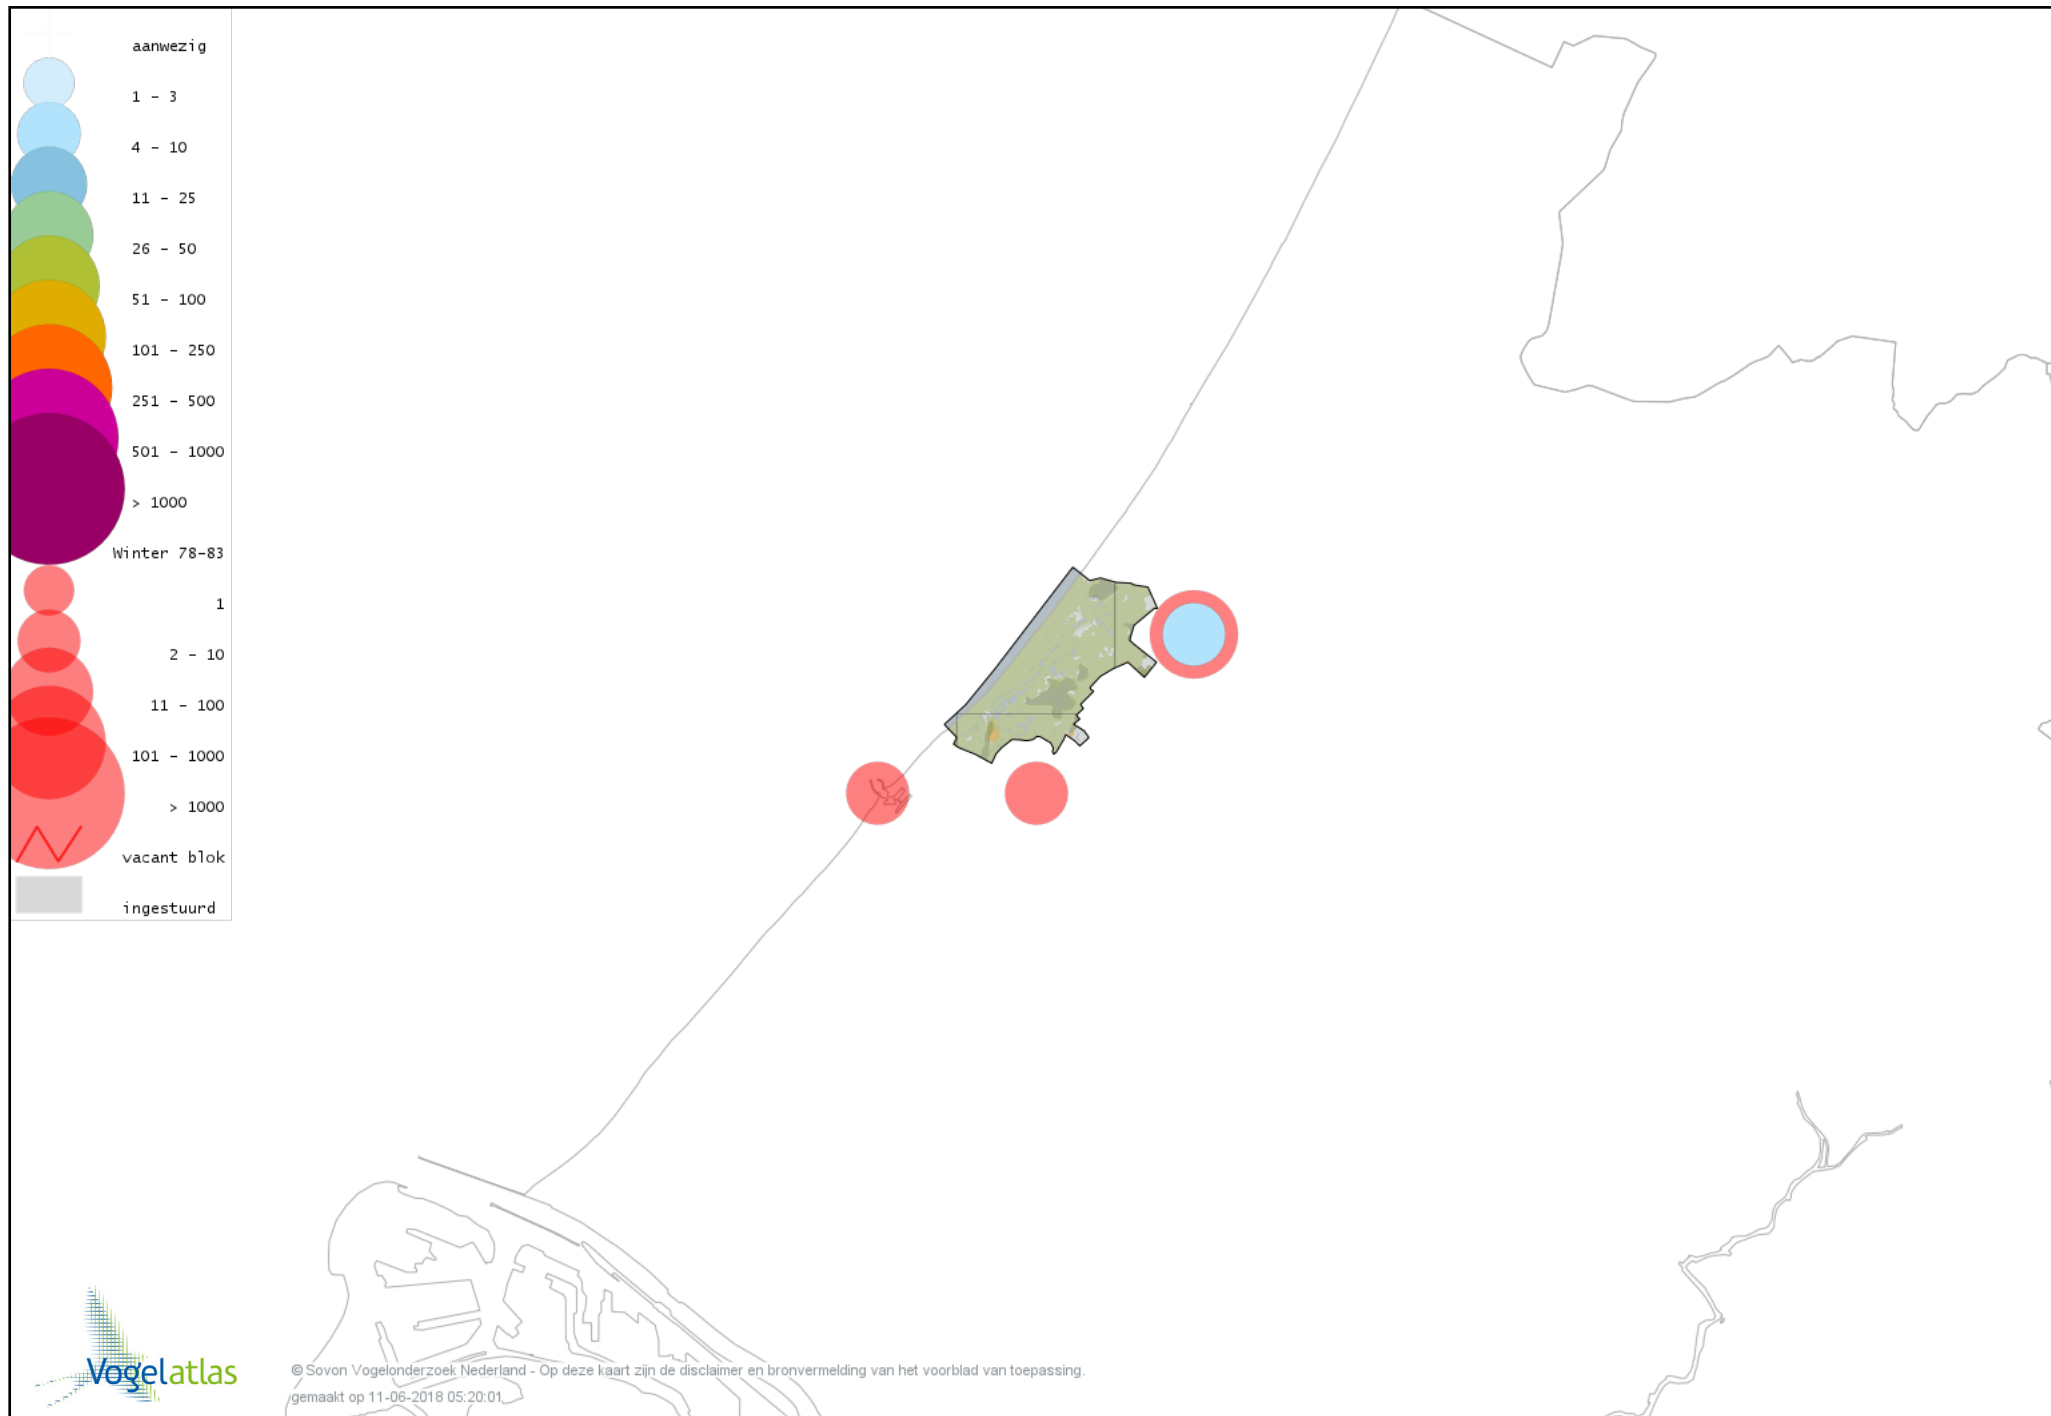 aanwezig
1 - 3
4 - 10
11 - 25
26 - 50
51 - 100
101 - 250
251 - 500
501 - 1000
> 1000
Winter 78-83
1
2 - 10
11 - 100
101 - 1000
> 1000
vacant blok
ingestuurd
Vogelatlas
© Sovon Vogelonderzoek Nederland - Op deze kaart zijn de disclaimer en bronvermelding van het voorblad van toepassing.
gemaakt op 11-06-2018 05:20:01